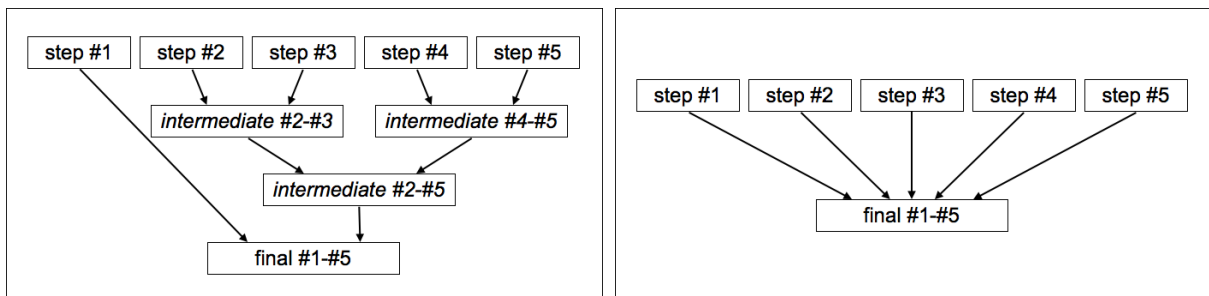 step #1
step #2
step #3
step #4
step #5
intermediate #2-#3
intermediate #4-#5
intermediate #2-#5
final #1-#5
step #1
step #2
step #3
step #4
step #5
final #1-#5